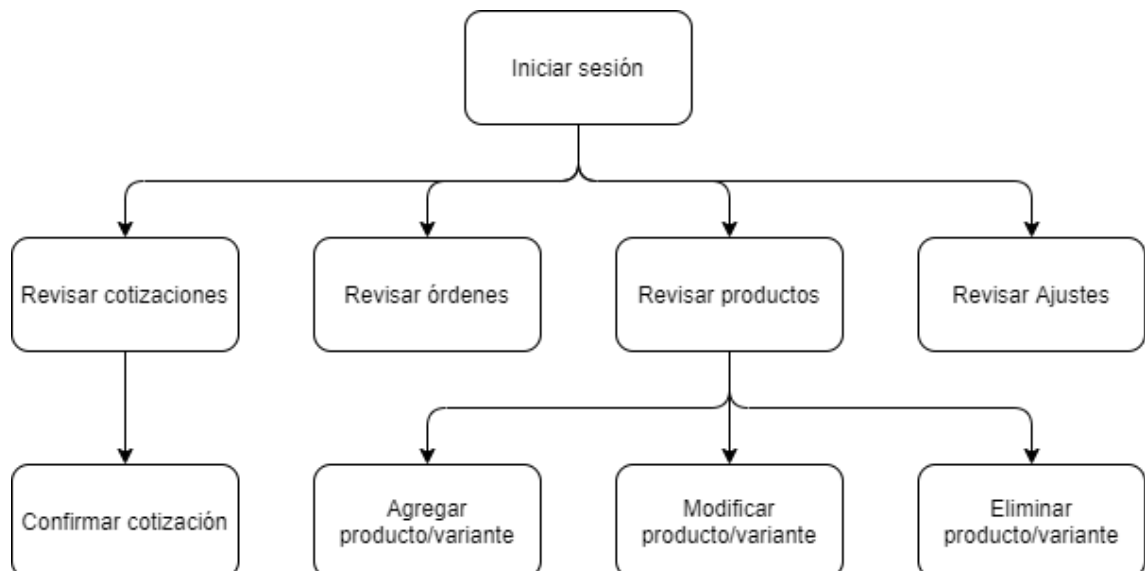 Iniciar sesión
Revisar cotizaciones
Revisar órdenes
Revisar productos
Revisar Ajustes
Confirmar cotización
Agregar
producto/variante
Modificar
producto/variante
Eliminar
producto/variante